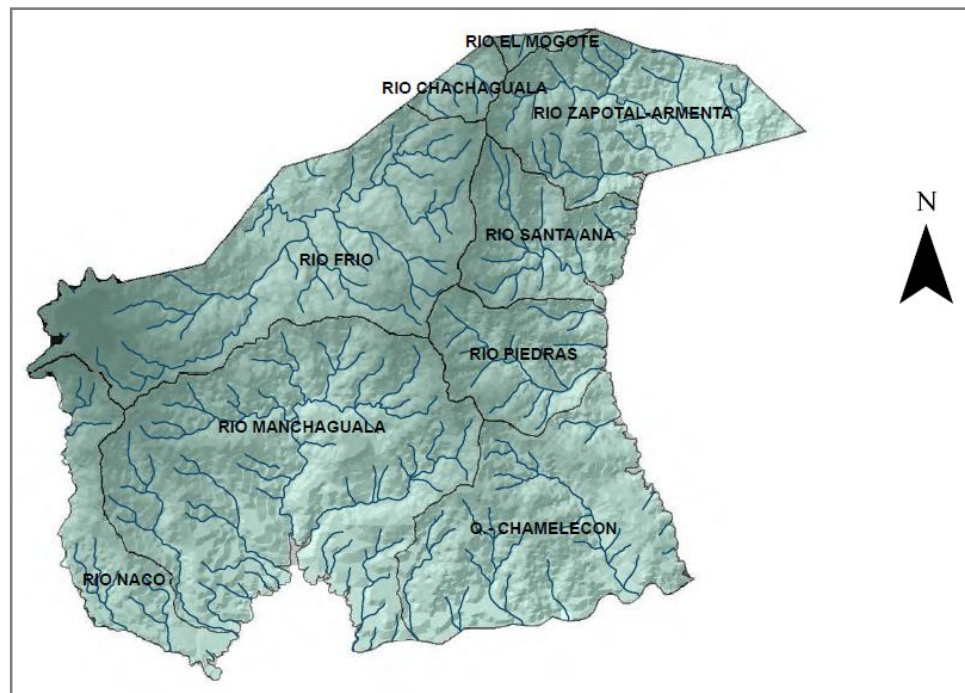 RIO EL MOGOTE
RIO CHACHAGUALA
RIO ZAPOTAL-ARMENTA
N
RIO SANTA ANA
RIO FRIO
RIO PIEDRAS
RIO MANCHAGUALA
Q.- CHAMELECON
RIO NACO